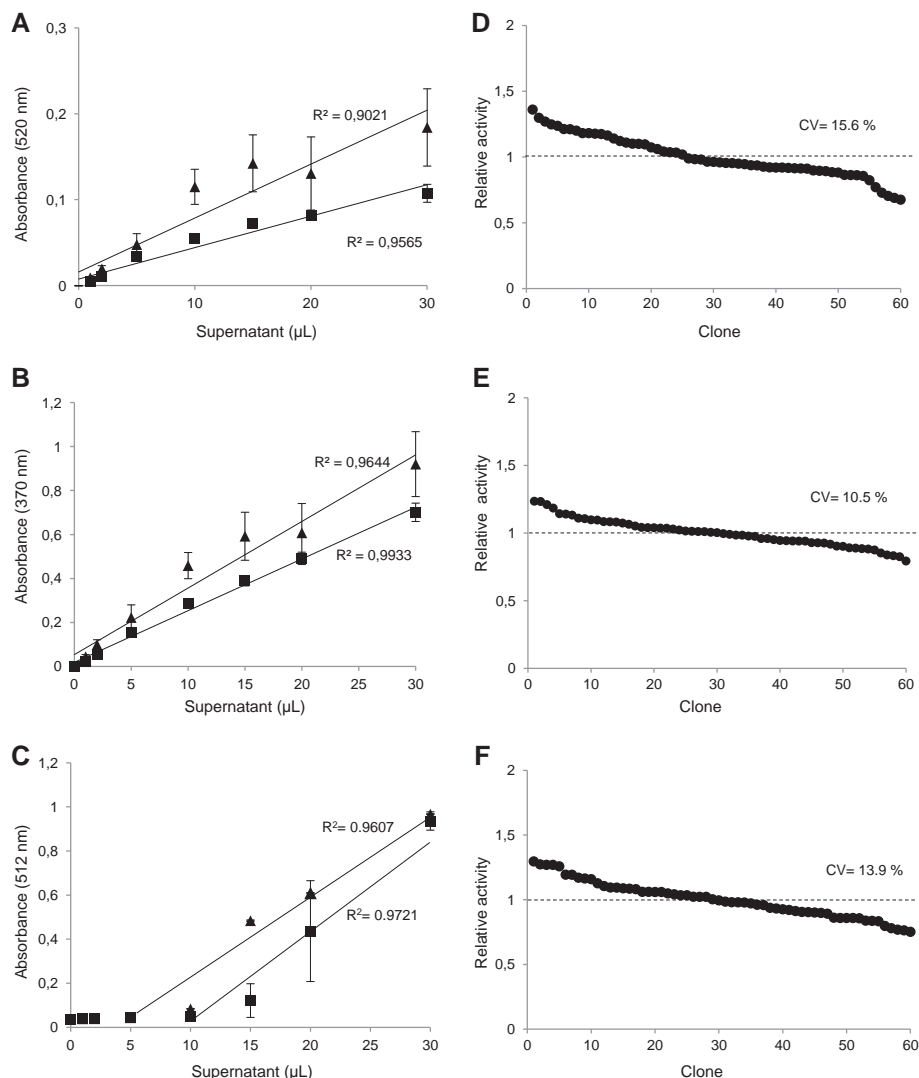 A
Absorbance (520 nm)
0,3
0,2
0,1
0
R² = 0,9021
R² = 0,9565
10
20
30
Supernatant (µL)
D
Relative activity
2
1,5
1
0,5
0
CV= 15.6 %
0
10
20
30
40
50
60
Clone
B
Absorbance (370 nm)
1,2
1
0,8
0,6
0,4
0,2
0
R² = 0,9644
R² = 0,9933
0
5
10
15
20
25
30
Supernatant (µL)
E
Relative activity
2
1,5
1
0,5
0
CV= 10.5 %
0
10
20
30
40
50
60
Clone
C
Absorbance (512 nm)
1,2
1
0,8
0,6
0,4
0,2
0
R²= 0.9607
R²= 0.9721
0
5
10
15
20
25
30
Supernatant (µL)
F
Relative activity
2
1,5
1
0,5
0
CV= 13.9 %
0
10
20
30
40
50
60
Clone